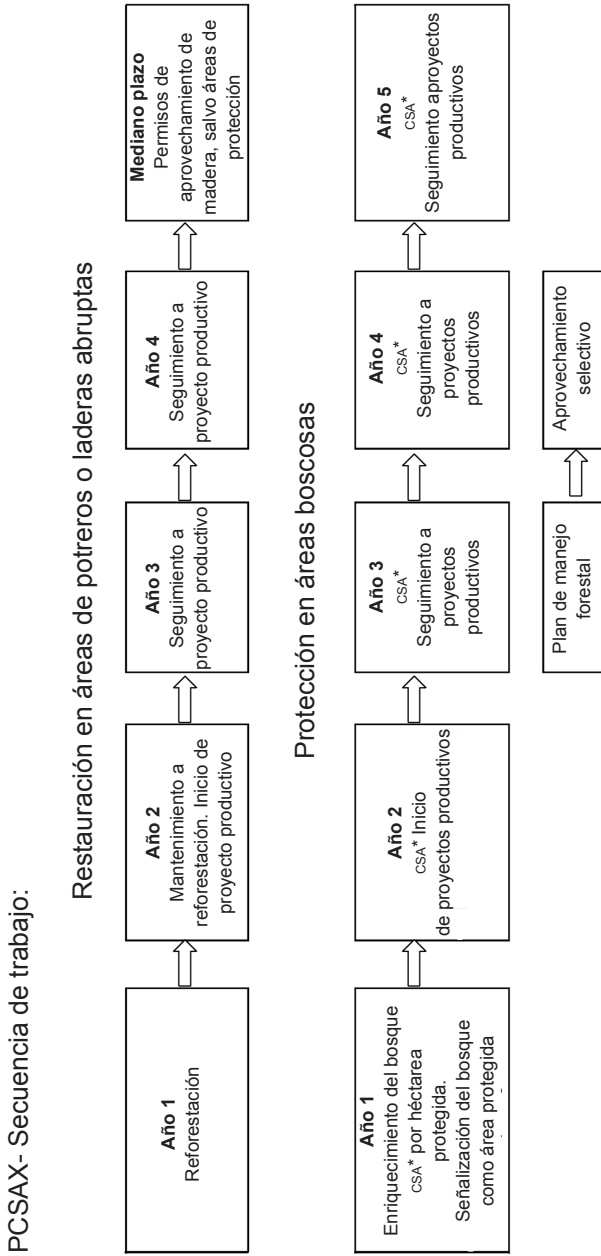 PCSAX- Secuencia de trabajo:
Restauración en áreas de potreros o laderas abruptas
Año 1
Reforestación
Año 2
Mantenimiento a
reforestación. Inicio de
proyecto productivo
Año 3
Seguimiento a
proyecto productivo
Año 4
Seguimiento a
proyecto productivo
Mediano plazo
Permisos de
aprovechamiento de
madera, salvo áreas de
protección
Protección en áreas boscosas
Año 1
Enriquecimiento del bosque
CSA* por héctarea
protegida.
Señalización del bosque
como área protegida
Año 2
CSA* Inicio
de proyectos productivos
Año 3
CSA*
Seguimiento a
proyectos
productivos
Año 4
CSA*
Seguimiento a
proyectos
productivos
Año 5
CSA*
Seguimiento aproyectos
productivos
Plan de manejo
forestal
Aprovechamiento
selectivo